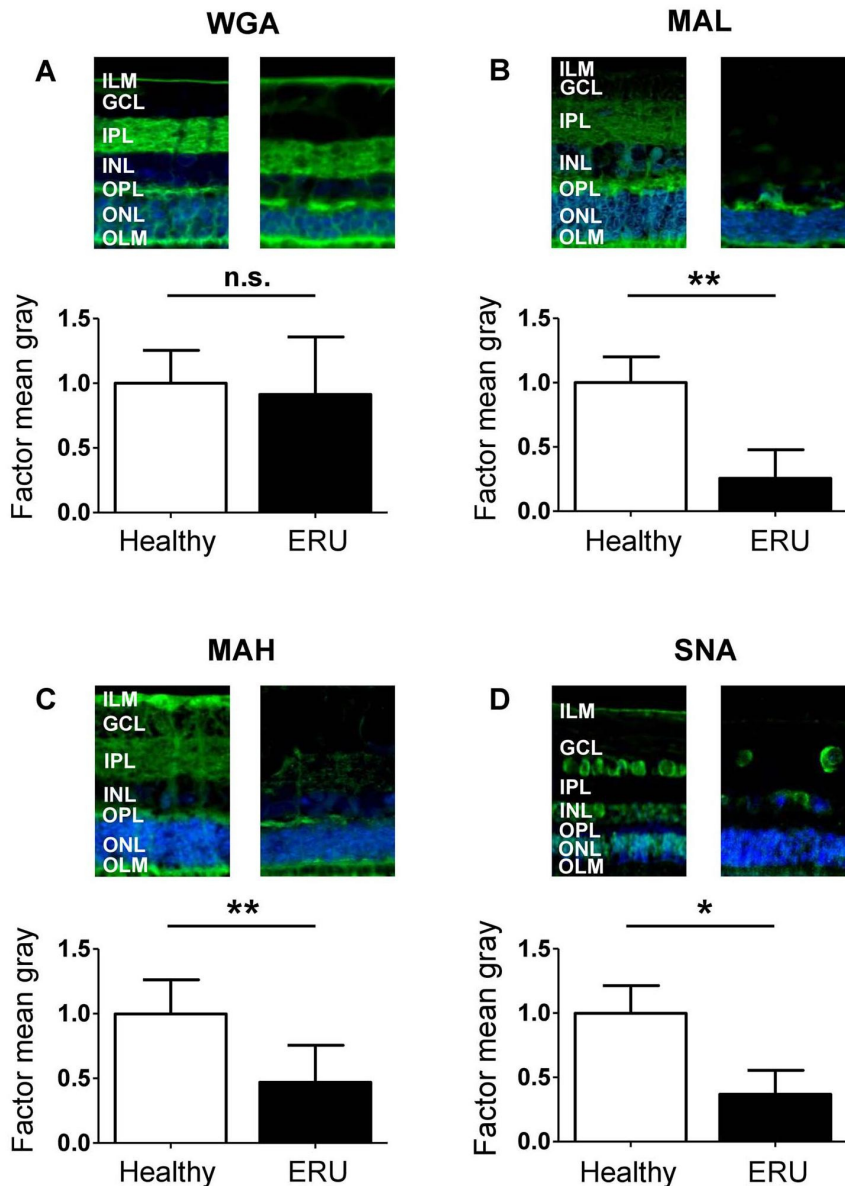 WGA
A
ILM
GCL
IPL
INL
OPL
ONL
OLM
n.s.
Factor mean gray
1.5
1.0
0.5
0.0
Healthy ERU
MAL
B
ILM
GCL
IPL
INL
OPL
ONL
OLM
**
Factor mean gray
1.5
1.0
0.5
0.0
Healthy ERU
MAH
C
ILM
GCL
IPL
INL
OPL
ONL
OLM
**
Factor mean gray
1.5
1.0
0.5
0.0
Healthy ERU
SNA
D
ILM
GCL
IPL
INL
OPL
ONL
OLM
*
Factor mean gray
1.5
1.0
0.5
0.0
Healthy ERU